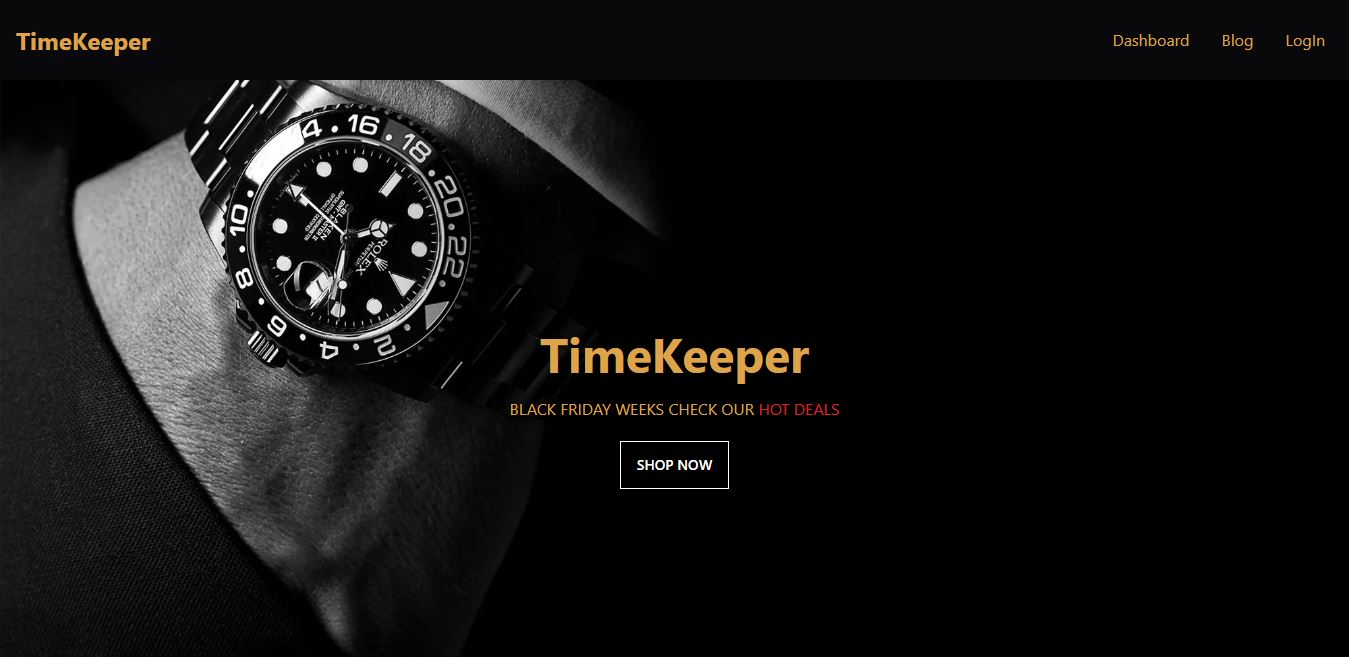 TimeKeeper
Dashboard Blog LogIn
14 16 18 20 22
10 8 6 4 2
ROLEX
TimeKeeper
BLACK FRIDAY WEEKS CHECK OUR HOT DEALS
SHOP NOW